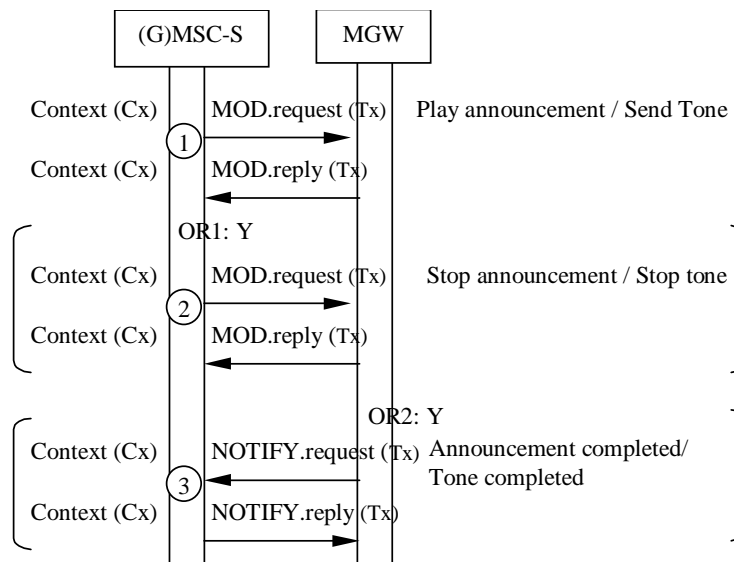 (G)MSC-S MGW
Context (Cx) MOD.request (Tx) Play announcement / Send Tone
1
Context (Cx) MOD.reply (Tx)
OR1: Y
Context (Cx) MOD.request (Tx) Stop announcement / Stop tone
2
Context (Cx) MOD.reply (Tx)
OR2: Y
Context (Cx) NOTIFY.request (Tx) Announcement completed/
Tone completed
3
Context (Cx) NOTIFY.reply (Tx)